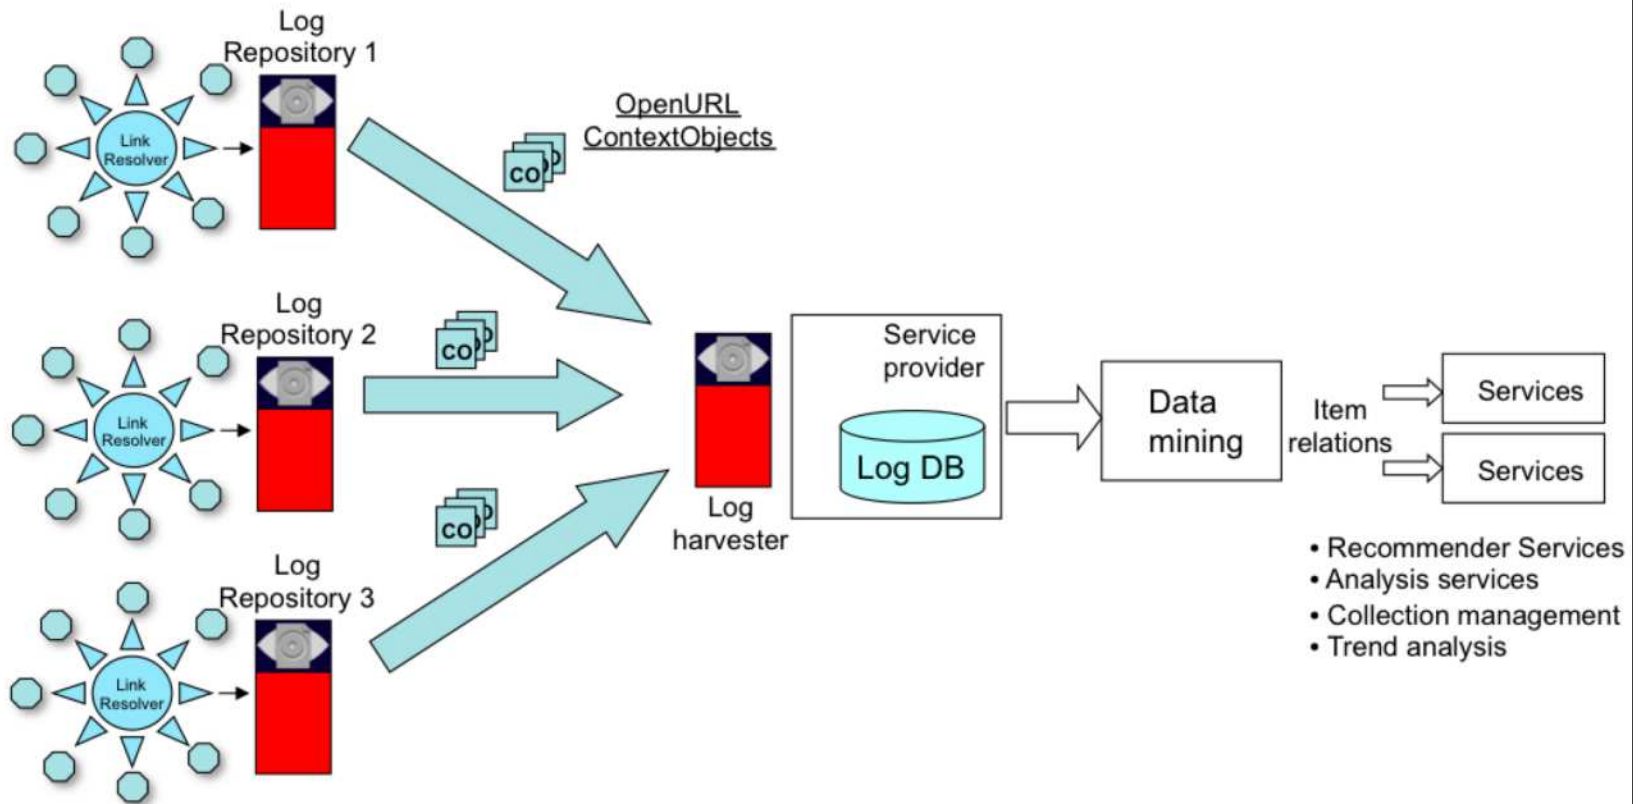 Log
Repository 1
Link
Resolver
OpenURL
ContextObjects
CO
Log
Repository 2
Link
Resolver
CO
Log
Repository 3
Link
Resolver
CO
Log
harvester
Service
provider
Log DB
Data
mining
Item
relations
Services
Services
• Recommender Services
• Analysis services
• Collection management
• Trend analysis